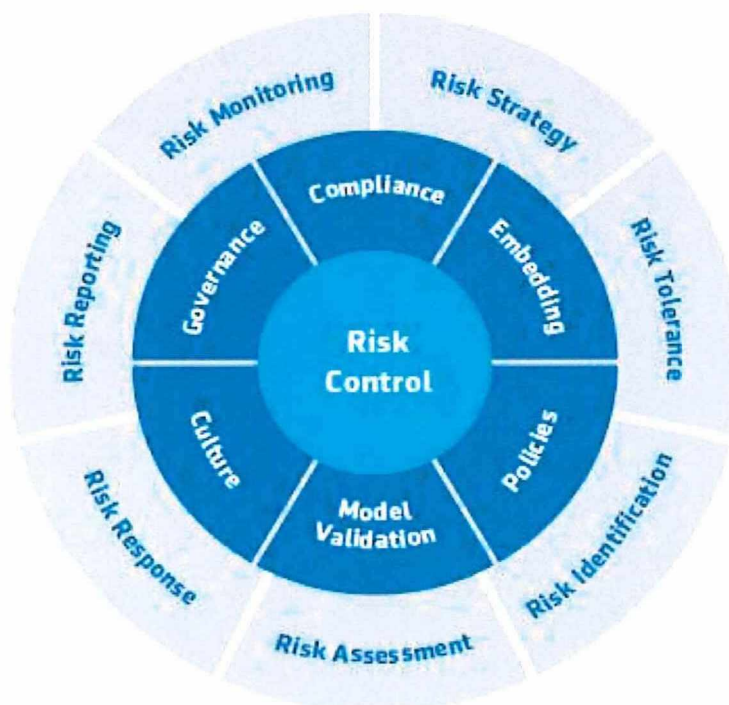 Risk Strategy
Risk Tolerance
Risk Identification
Risk Assessment
Risk Response
Risk Reporting
Risk Monitoring
Compliance
Embedding
Policies
Model
Validation
Culture
Governance
Risk
Control